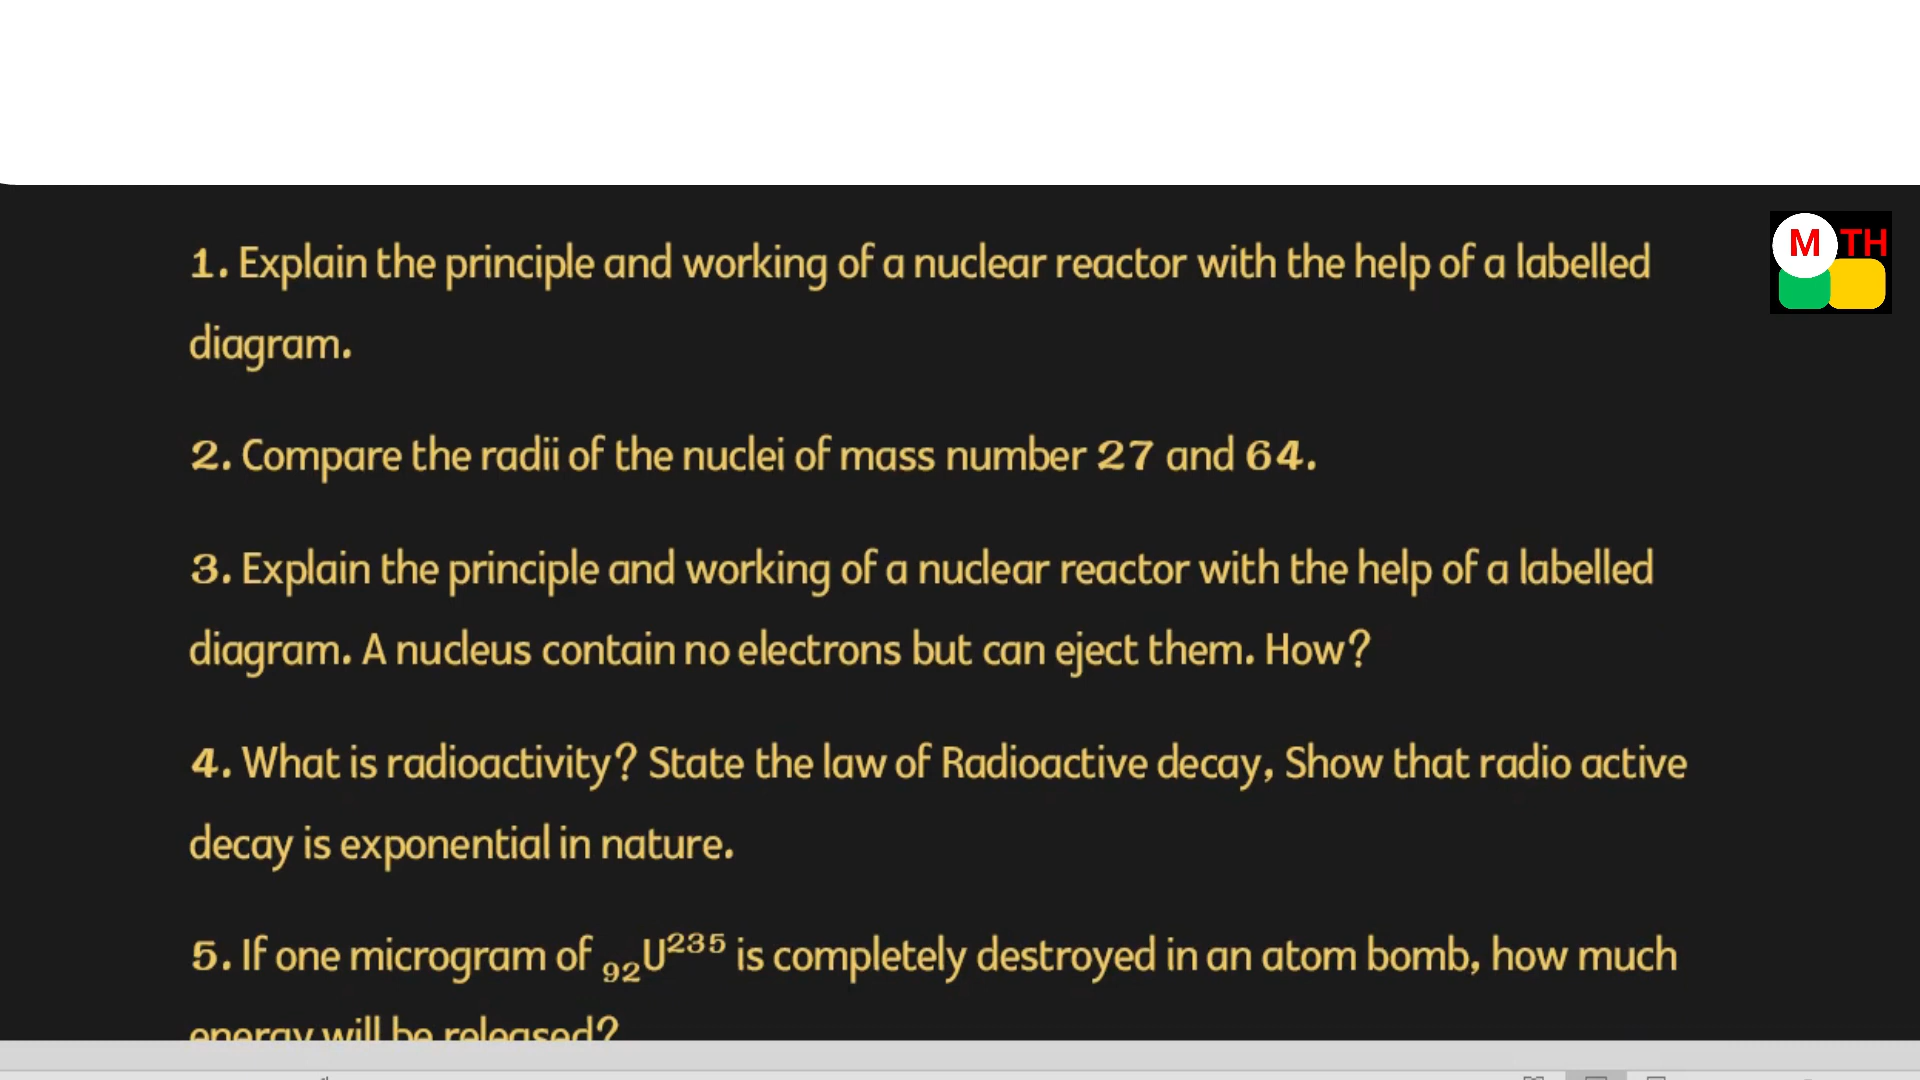 1. Explain the principle and working of a nuclear reactor with the help of a labelled
diagram.
2. Compare the radii of the nuclei of mass number 27 and 64.
3. Explain the principle and working of a nuclear reactor with the help of a labelled
diagram. A nucleus contain no electrons but can eject them. How?
4. What is radioactivity? State the law of Radioactive decay, Show that radio active
decay is exponential in nature.
5. If one microgram of ₉₂U²³⁵ is completely destroyed in an atom bomb, how much
energy will be released?
M TH